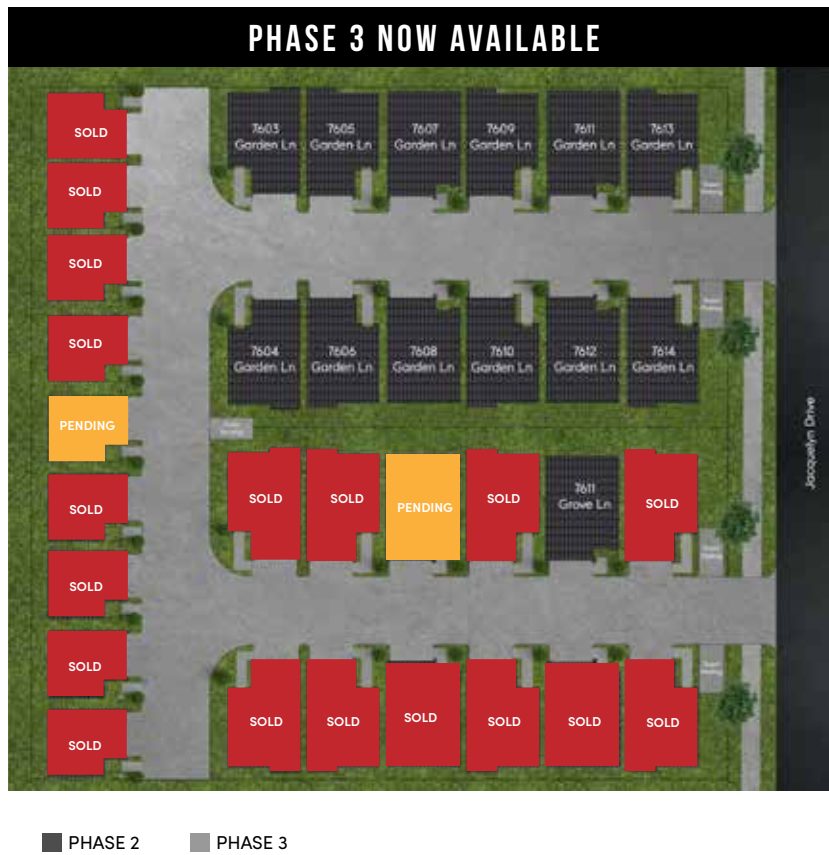 PHASE 3 NOW AVAILABLE
SOLD
SOLD
SOLD
SOLD
PENDING
SOLD
SOLD
SOLD
SOLD
7603
Garden Ln
7605
Garden Ln
7607
Garden Ln
7609
Garden Ln
7611
Garden Ln
7613
Garden Ln
7604
Garden Ln
7606
Garden Ln
7608
Garden Ln
7610
Garden Ln
7612
Garden Ln
7614
Garden Ln
SOLD
SOLD
PENDING
SOLD
7611
Grove Ln
SOLD
SOLD
SOLD
SOLD
SOLD
SOLD
SOLD
Jacquelyn Drive
PHASE 2
PHASE 3